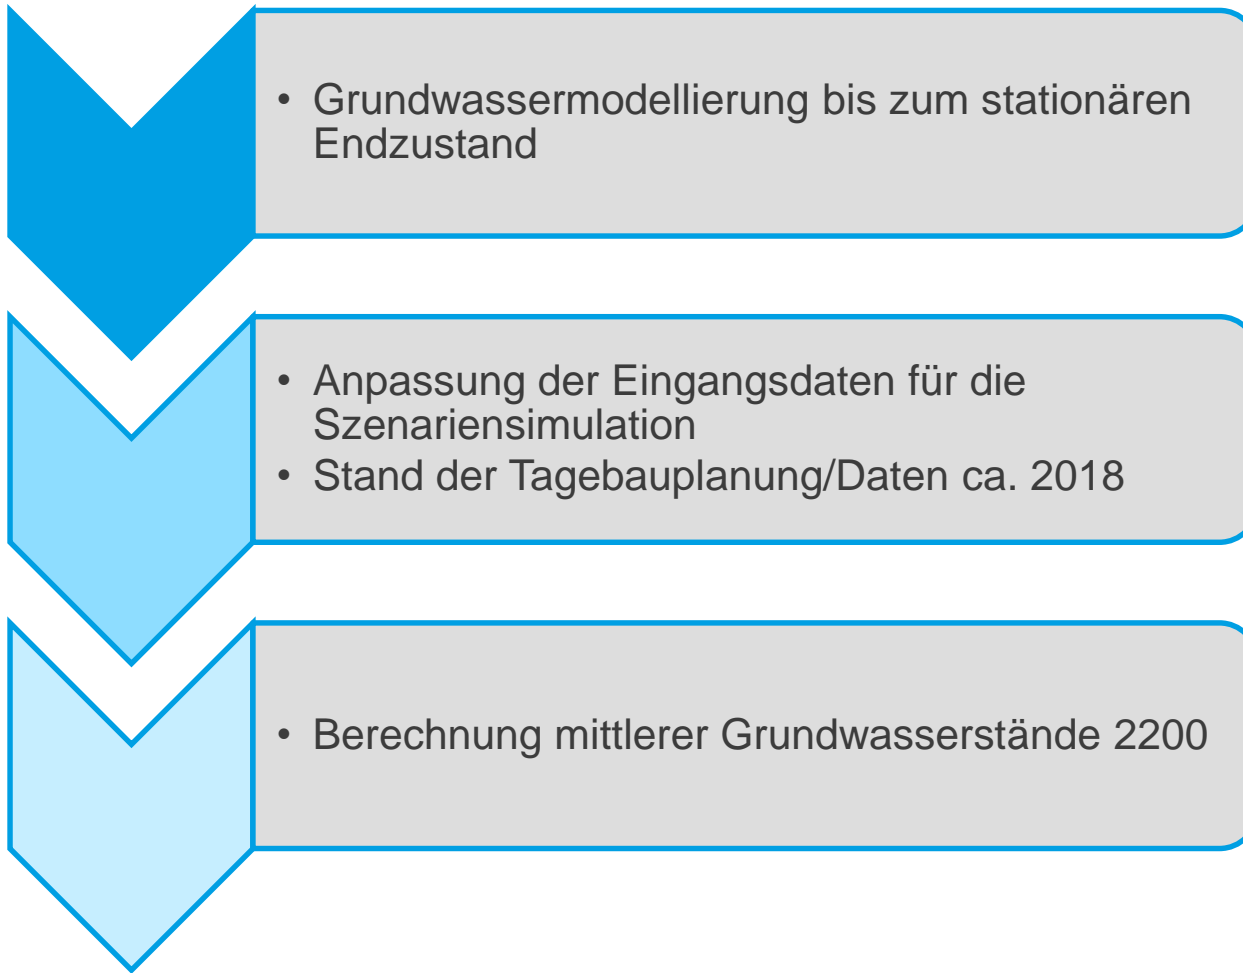 • Grundwassermodellierung bis zum stationären
Endzustand
• Anpassung der Eingangsdaten für die
Szenariensimulation
• Stand der Tagebauplanung/Daten ca. 2018
• Berechnung mittlerer Grundwasserstände 2200